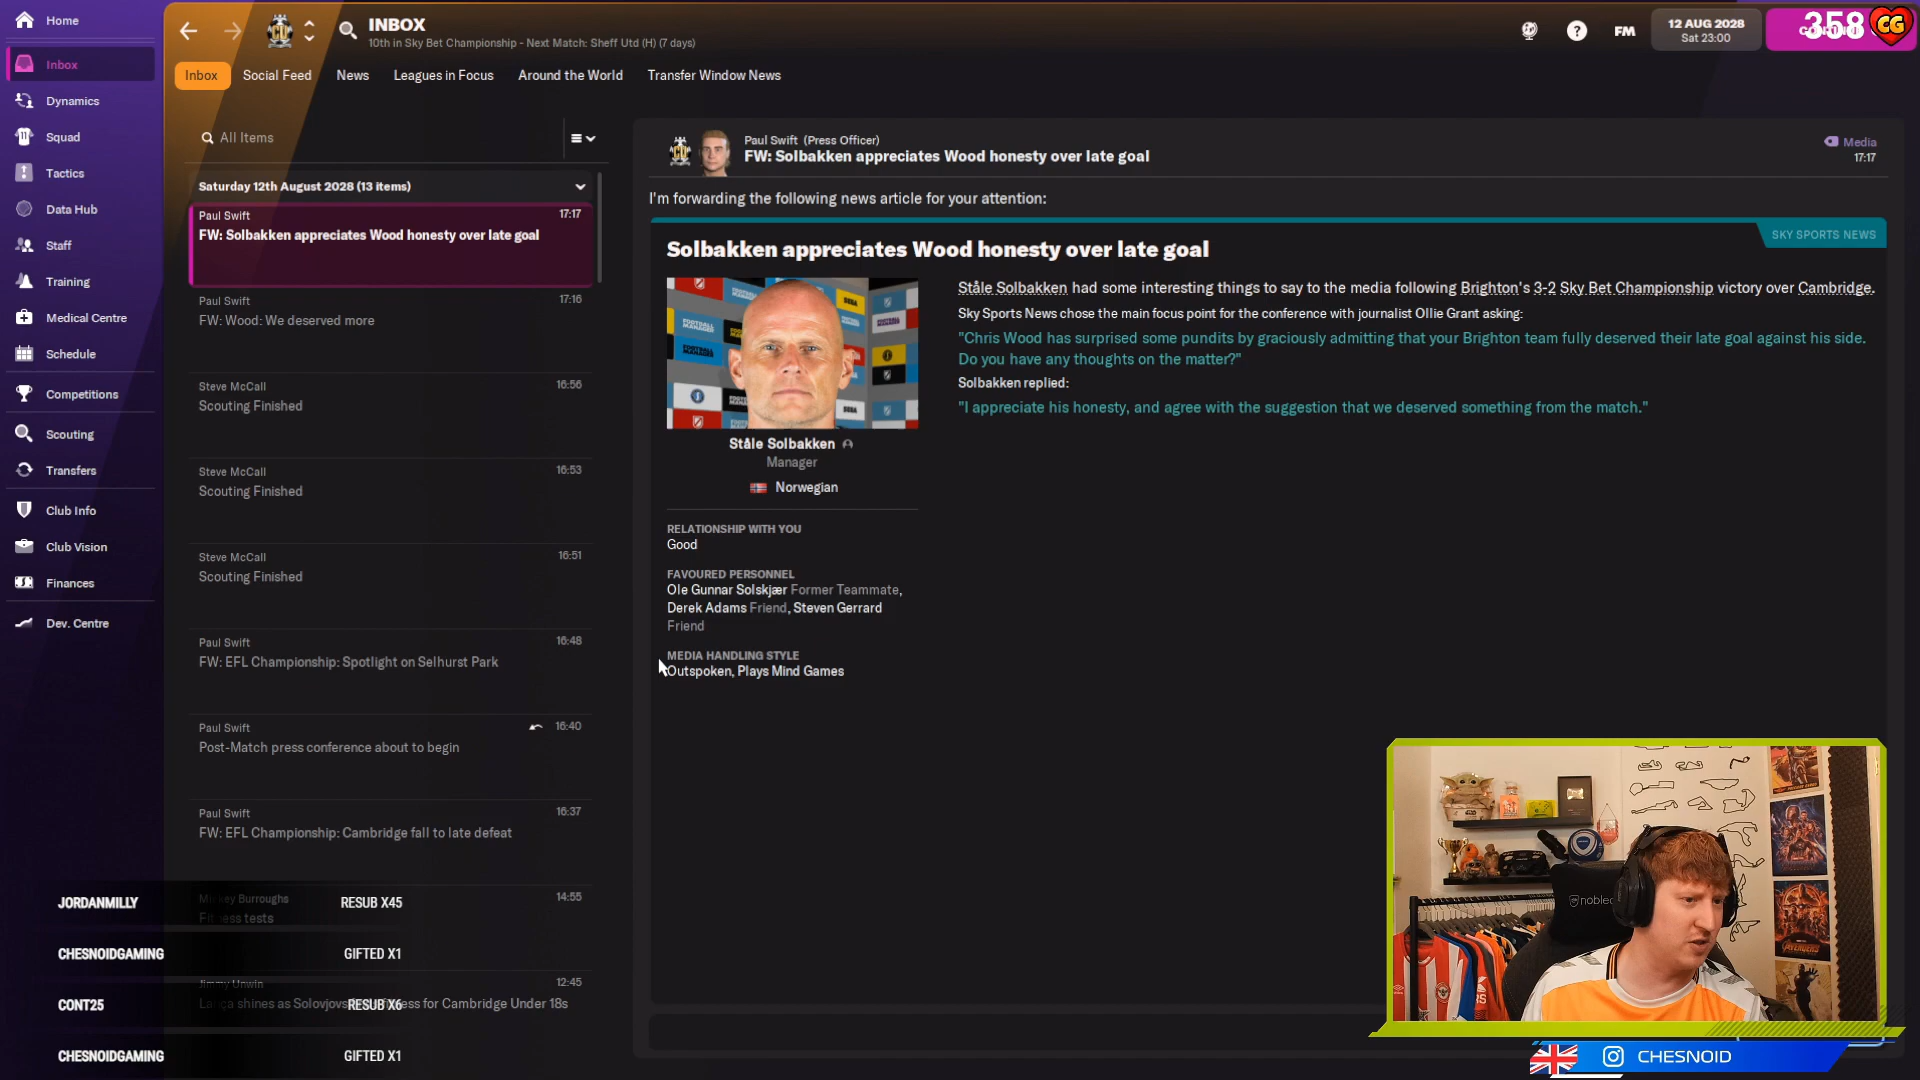 Home
Inbox
Dynamics
Squad
Tactics
Data Hub
Staff
Training
Medical Centre
Schedule
Competitions
Scouting
Transfers
Club Info
Club Vision
Finances
Dev. Centre
INBOX
10th in Sky Bet Championship - Next Match: Sheff Utd (H) (7 days)
FM
12 AUG 2028
Sat 23:00
358
CG
Inbox
Social Feed
News
Leagues in Focus
Around the World
Transfer Window News
All Items
Saturday 12th August 2028 (13 items)
Paul Swift 17:17
FW: Solbakken appreciates Wood honesty over late goal
Paul Swift 17:16
FW: Wood: We deserved more
Steve McCall 16:56
Scouting Finished
Steve McCall 16:53
Scouting Finished
Steve McCall 16:51
Scouting Finished
Paul Swift 16:48
FW: EFL Championship: Spotlight on Selhurst Park
Paul Swift 16:40
Post-Match press conference about to begin
Paul Swift 16:37
FW: EFL Championship: Cambridge fall to late defeat
Burroughs 14:55
tests
Jimmy Unwin 12:45
shines as for Cambridge Under 18s
JORDANMILLY RESUB X45
CHESNOIDGAMING GIFTED X1
CONT25 RESUB X6
CHESNOIDGAMING GIFTED X1
Paul Swift (Press Officer)
FW: Solbakken appreciates Wood honesty over late goal
Media
17:17
I'm forwarding the following news article for your attention:
SKY SPORTS NEWS
Solbakken appreciates Wood honesty over late goal
Ståle Solbakken had some interesting things to say to the media following Brighton's 3-2 Sky Bet Championship victory over Cambridge.
Sky Sports News chose the main focus point for the conference with journalist Ollie Grant asking:
"Chris Wood has surprised some pundits by graciously admitting that your Brighton team fully deserved their late goal against his side.
Do you have any thoughts on the matter?"
Solbakken replied:
"I appreciate his honesty, and agree with the suggestion that we deserved something from the match."
Ståle Solbakken
Manager
Norwegian
RELATIONSHIP WITH YOU
Good
FAVOURED PERSONNEL
Ole Gunnar Solskjær Former Teammate,
Derek Adams Friend, Steven Gerrard
Friend
MEDIA HANDLING STYLE
Outspoken, Plays Mind Games
CHESNOID